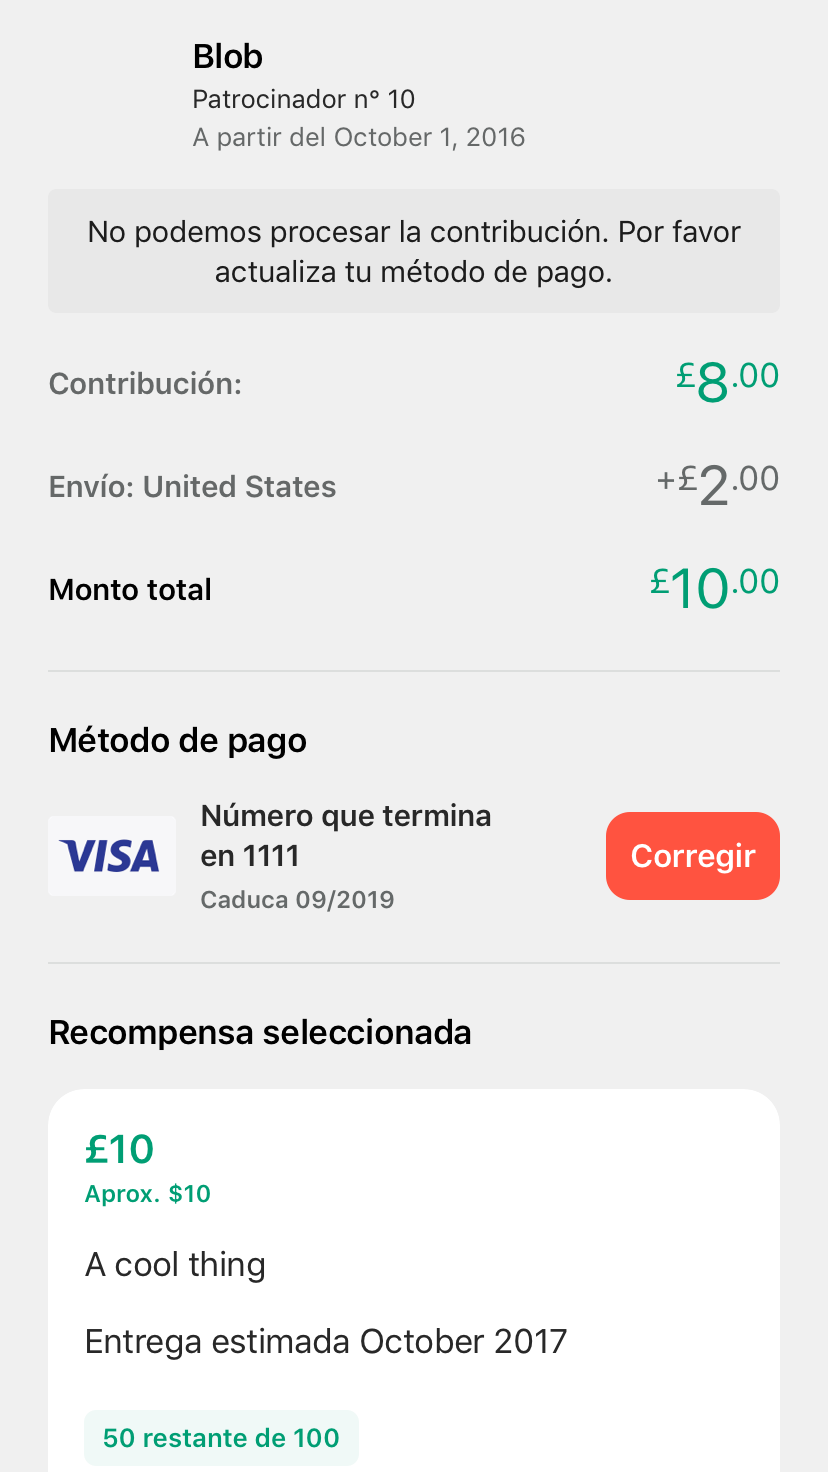 Blob
Patrocinador nº 10
A partir del October 1, 2016
No podemos procesar la contribución. Por favor
actualiza tu método de pago.
Contribución: £8.00
Envío: United States +£2.00
Monto total £10.00
Método de pago
VISA
Número que termina
en 1111
Caduca 09/2019
Corregir
Recompensa seleccionada
£10
Aprox. $10
A cool thing
Entrega estimada October 2017
50 restante de 100